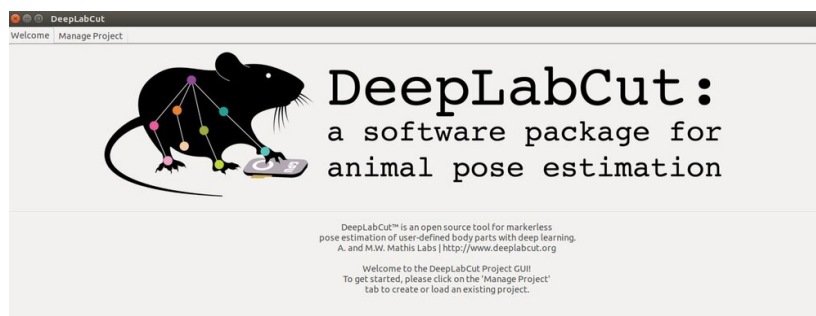 DeepLabCut
Welcome Manage Project
DeepLabCut:
a software package for
animal pose estimation
DeepLabCut™ is an open source tool for markerless
pose estimation of user-defined body parts with deep learning.
A. and M.W. Mathis Labs | http://www.deeplabcut.org
Welcome to the DeepLabCut Project GUI!
To get started, please click on the 'Manage Project'
tab to create or load an existing project.